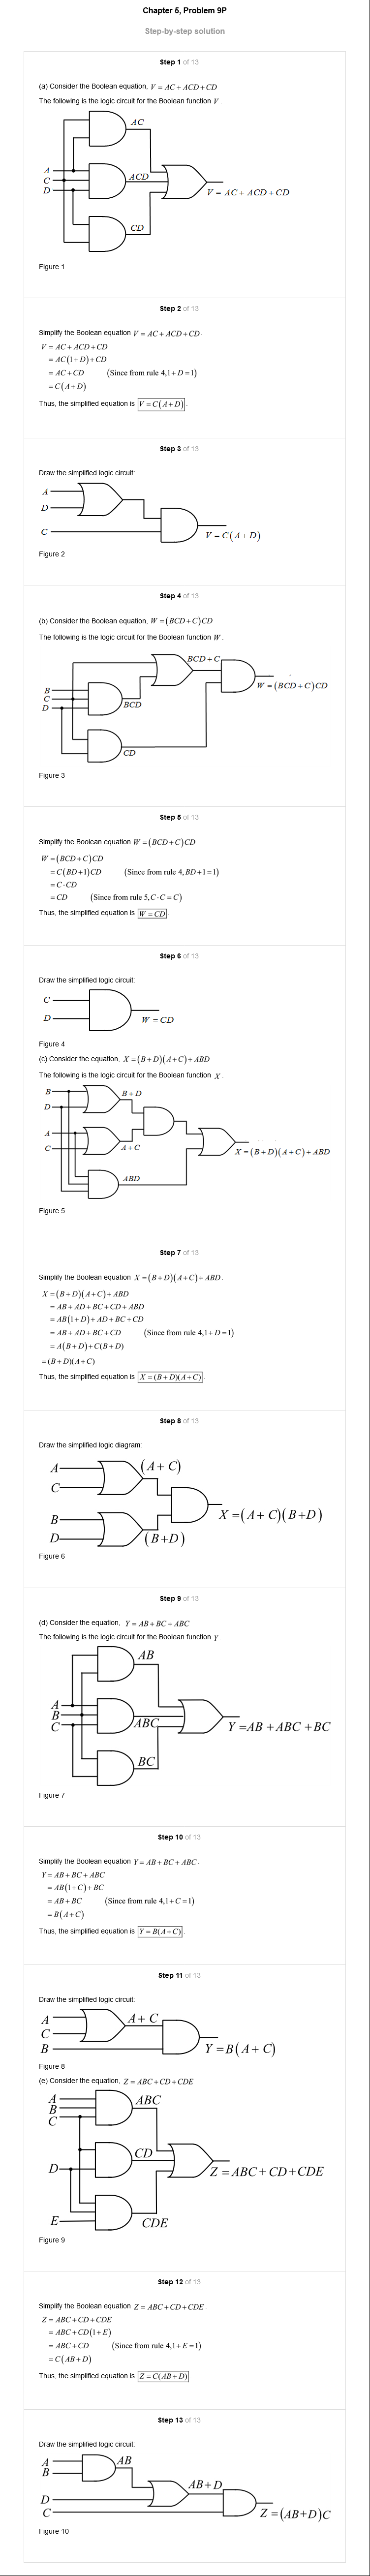 Chapter 5, Problem 9P
Step-by-step solution
Step 1 of 13
(a) Consider the Boolean equation, V = AC + ACD + CD
The following is the logic circuit for the Boolean function V .
AC
A
C
D
ACD
V = AC + ACD + CD
CD
Figure 1
Step 2 of 13
Simplify the Boolean equation V = AC + ACD + CD .
V = AC + ACD + CD
= AC(1+D)+CD
= AC + CD (Since from rule 4,1+D=1)
= C(A+D)
Thus, the simplified equation is V = C(A+D) .
Step 3 of 13
Draw the simplified logic circuit:
A
D
C
V = C(A+D)
Figure 2
Step 4 of 13
(b) Consider the Boolean equation, W = (BCD+C)CD
The following is the logic circuit for the Boolean function W .
BCD+C
B
C
D
BCD
W = (BCD+C)CD
CD
Figure 3
Step 5 of 13
Simplify the Boolean equation W = (BCD+C)CD .
W = (BCD+C)CD
= C(BD+1)CD (Since from rule 4, BD+1=1)
= C·CD
= CD (Since from rule 5, C·C = C)
Thus, the simplified equation is W = CD .
Step 6 of 13
Draw the simplified logic circuit:
C
D
W = CD
Figure 4
(c) Consider the equation, X = (B+D)(A+C)+ABD
The following is the logic circuit for the Boolean function X .
B
D
B+D
A
C
A+C
X = (B+D)(A+C)+ABD
ABD
Figure 5
Step 7 of 13
Simplify the Boolean equation X = (B+D)(A+C)+ABD .
X = (B+D)(A+C)+ABD
= AB + AD + BC + CD + ABD
= AB(1+D)+ AD + BC + CD
= AB + AD + BC + CD (Since from rule 4,1+D=1)
= A(B+D)+C(B+D)
= (B+D)(A+C)
Thus, the simplified equation is X = (B+D)(A+C) .
Step 8 of 13
Draw the simplified logic diagram:
A
C
(A+C)
B
D
(B+D)
X = (A+C)(B+D)
Figure 6
Step 9 of 13
(d) Consider the equation, Y = AB + BC + ABC
The following is the logic circuit for the Boolean function Y .
AB
A
B
C
ABC
Y =AB +ABC +BC
BC
Figure 7
Step 10 of 13
Simplify the Boolean equation Y = AB + BC + ABC .
Y = AB + BC + ABC
= AB(1+C)+BC
= AB + BC (Since from rule 4,1+C=1)
= B(A+C)
Thus, the simplified equation is Y = B(A+C) .
Step 11 of 13
Draw the simplified logic circuit:
A
C
B
A+C
Y =B(A+C)
Figure 8
(e) Consider the equation, Z = ABC + CD + CDE
A
B
C
ABC
D
CD
Z = ABC + CD + CDE
E
CDE
Figure 9
Step 12 of 13
Simplify the Boolean equation Z = ABC + CD + CDE .
Z = ABC + CD + CDE
= ABC + CD(1+E)
= ABC + CD (Since from rule 4,1+E=1)
= C(AB+D)
Thus, the simplified equation is Z = C(AB+D) .
Step 13 of 13
Draw the simplified logic circuit:
A
B
AB
D
C
AB+D
Z =(AB+D)C
Figure 10